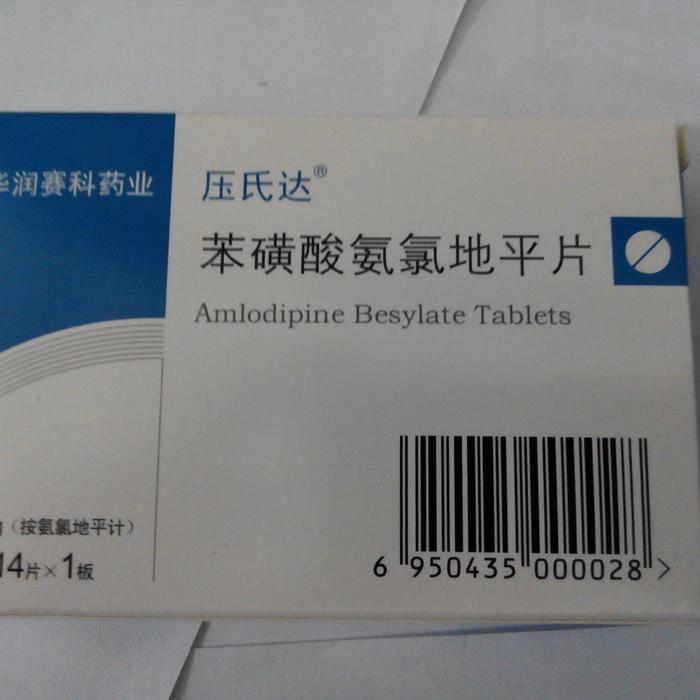 华润赛科药业
压氏达®
苯磺酸氨氯地平片
Amlodipine Besylate Tablets
(按氨氯地平计)
14片×1板
6 950435 000028 >